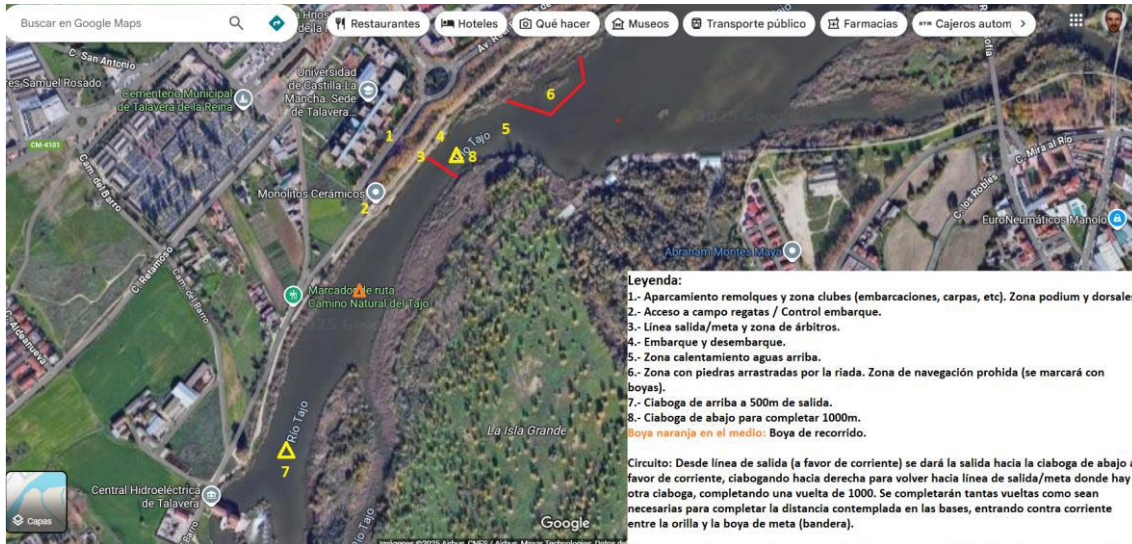 Buscar en Google Maps
Restaurantes
Hoteles
Qué hacer
Museos
Transporte público
Farmacias
Cajeros autom
C. San Antonio
res Samuel Rosado
Cementerio Municipal
de Talavera de la Reina
Universidad
de Castilla-La
Mancha. Sede
de Talavera...
CM-4101
Cam. del Barro
1
4
3
8
5
6
Río Tajo
Monolitos Cerámicos
2
C. Retamoso
Cam. del Barro
C. Aldeanueva
Marcador de ruta
Camino Natural del Tajo
C. Mira al Río
C. los Robles
EuroNeumáticos Manolo
Abraham Montes Maya
La Isla Grande
Río Tajo
7
Central Hidroeléctrica
de Talavera
Barro
Capas
Google
Leyenda:
1.- Aparcamiento remolques y zona clubes (embarcaciones, carpas, etc). Zona podium y dorsales
2.- Acceso a campo regatas / Control embarque.
3.- Línea salida/meta y zona de árbitros.
4.- Embarque y desembarque.
5.- Zona calentamiento aguas arriba.
6.- Zona con piedras arrastradas por la riada. Zona de navegación prohida (se marcará con
boyas).
7.- Ciaboga de arriba a 500m de salida.
8.- Ciaboga de abajo para completar 1000m.
Boya naranja en el medio: Boya de recorrido.
Circuito: Desde línea de salida (a favor de corriente) se dará la salida hacia la ciaboga de abajo a
favor de corriente, ciabogando hacia derecha para volver hacia línea de salida/meta donde hay
otra ciaboga, completando una vuelta de 1000. Se completarán tantas vueltas como sean
necesarias para completar la distancia contemplada en las bases, entrando contra corriente
entre la orilla y la boya de meta (bandera).